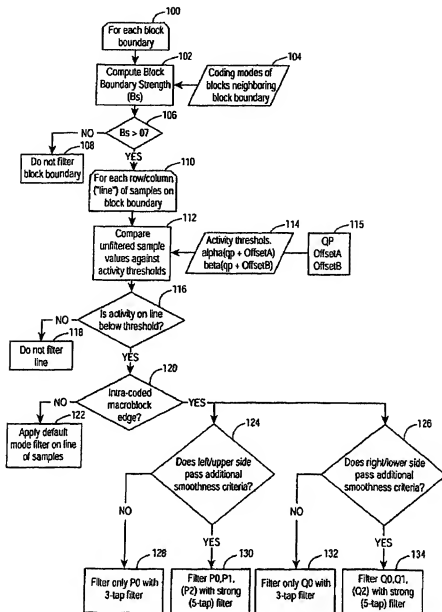 100
For each block
boundary
102
Compute Block
Boundary Strength
(Bs)
104
Coding modes of
blocks neighboring
block boundary
106
Bs > 0?
NO
108
Do not filter
block boundary
YES
110
For each row/column
("line") of samples on
block boundary
112
Compare
unfiltered sample
values against
activity thresholds
114
Activity thresholds.
alpha(qp + OffsetA)
beta(qp + OffsetB)
115
QP
OffsetA
OffsetB
116
Is activity on line
below threshold?
NO
118
Do not filter
line
YES
120
Intra-coded
macroblock
edge?
NO
122
Apply default
mode filter on line
of samples
YES
124
Does left/upper side
pass additional
smoothness criteria?
126
Does right/lower side
pass additional
smoothness criteria?
NO
YES
NO
YES
128
Filter only P0 with
3-tap filter
130
Filter P0,P1,
(P2) with strong
(5-tap) filter
132
Filter only Q0 with
3-tap filter
134
Filter Q0,Q1,
(Q2) with strong
(5-tap) filter